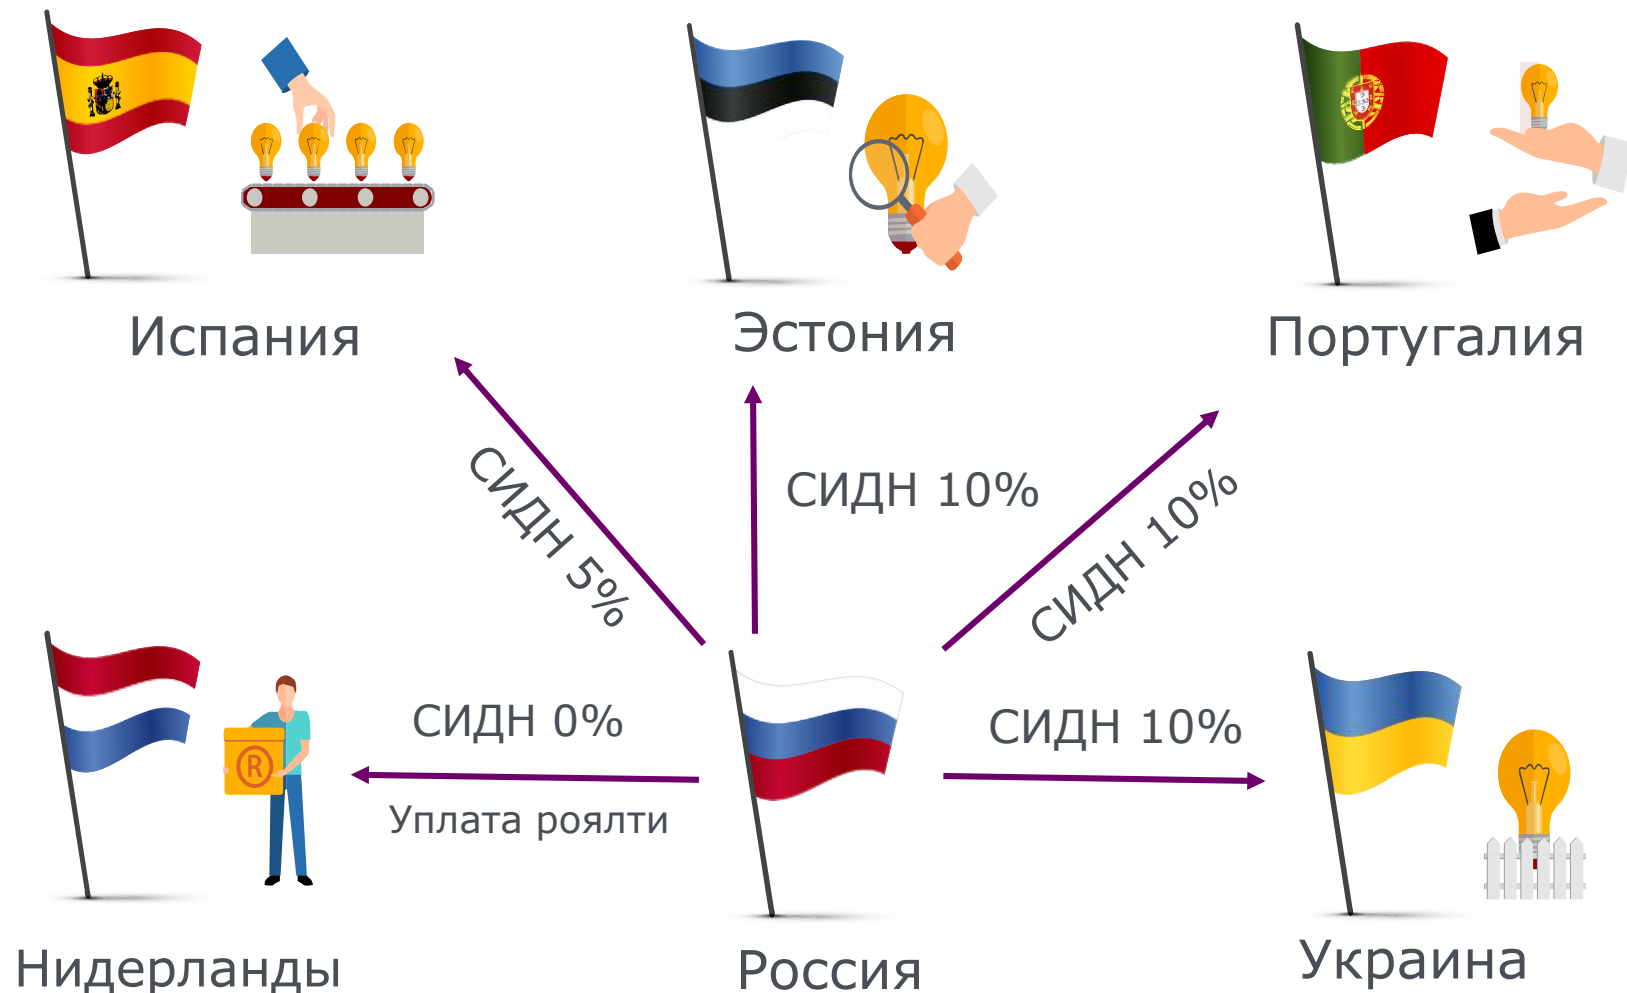 Испания
Эстония
Португалия
СИДН 5%
СИДН 10%
СИДН 10%
СИДН 0%
СИДН 10%
R
Уплата роялти
Нидерланды
Россия
Украина